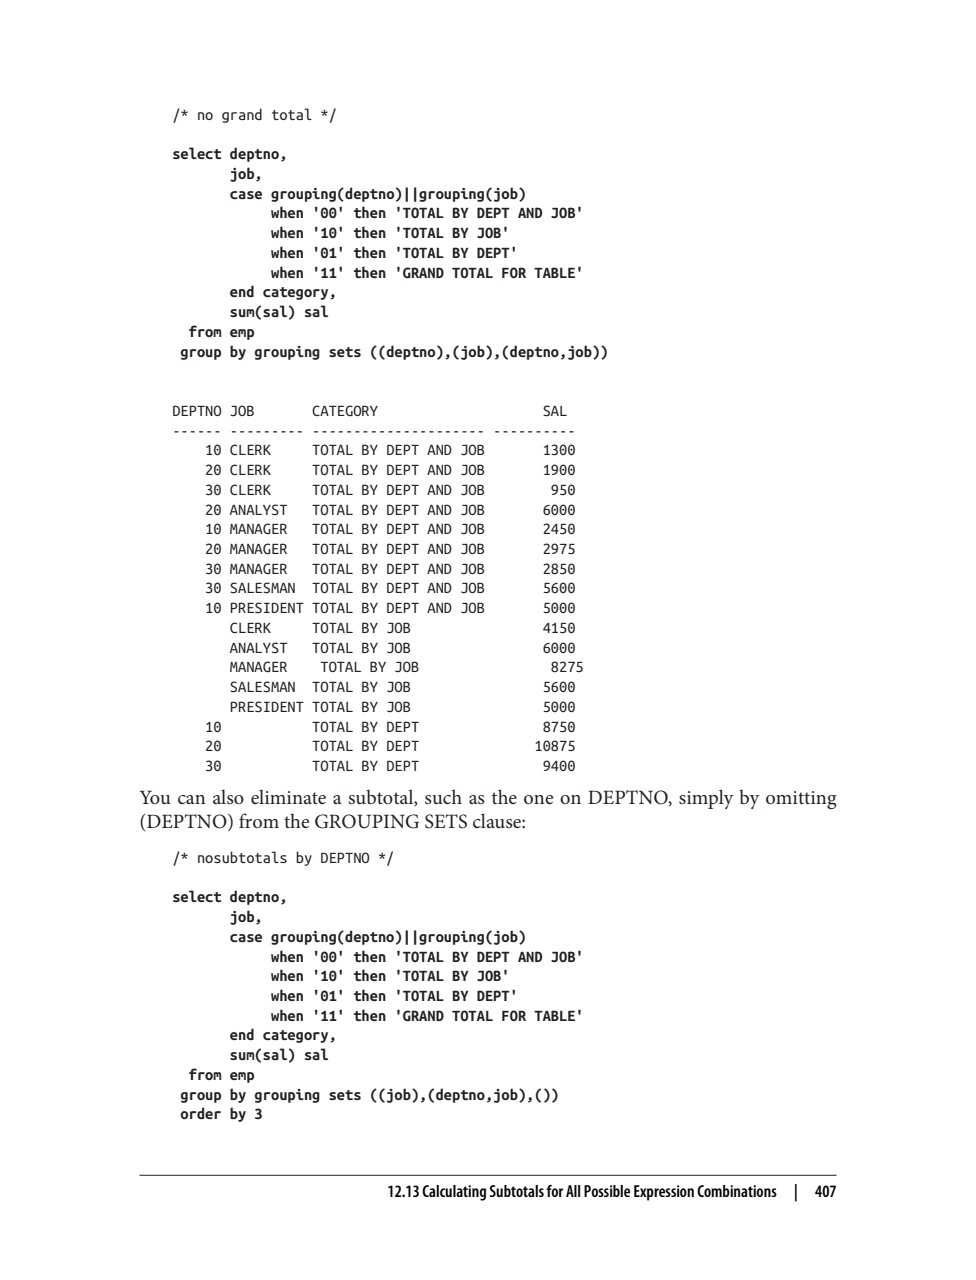 /* no grand total */
select deptno,
       job,
       case grouping(deptno)||grouping(job)
            when '00' then 'TOTAL BY DEPT AND JOB'
            when '10' then 'TOTAL BY JOB'
            when '01' then 'TOTAL BY DEPT'
            when '11' then 'GRAND TOTAL FOR TABLE'
       end category,
       sum(sal) sal
  from emp
 group by grouping sets ((deptno),(job),(deptno,job))
DEPTNO JOB       CATEGORY                    SAL
------ --------- --------------------- ----------
    10 CLERK     TOTAL BY DEPT AND JOB       1300
    20 CLERK     TOTAL BY DEPT AND JOB       1900
    30 CLERK     TOTAL BY DEPT AND JOB        950
    20 ANALYST   TOTAL BY DEPT AND JOB       6000
    10 MANAGER   TOTAL BY DEPT AND JOB       2450
    20 MANAGER   TOTAL BY DEPT AND JOB       2975
    30 MANAGER   TOTAL BY DEPT AND JOB       2850
    30 SALESMAN  TOTAL BY DEPT AND JOB       5600
    10 PRESIDENT TOTAL BY DEPT AND JOB       5000
       CLERK     TOTAL BY JOB                4150
       ANALYST   TOTAL BY JOB                6000
       MANAGER    TOTAL BY JOB                8275
       SALESMAN  TOTAL BY JOB                5600
       PRESIDENT TOTAL BY JOB                5000
    10           TOTAL BY DEPT               8750
    20           TOTAL BY DEPT              10875
    30           TOTAL BY DEPT               9400
You can also eliminate a subtotal, such as the one on DEPTNO, simply by omitting
(DEPTNO) from the GROUPING SETS clause:
/* nosubtotals by DEPTNO */
select deptno,
       job,
       case grouping(deptno)||grouping(job)
            when '00' then 'TOTAL BY DEPT AND JOB'
            when '10' then 'TOTAL BY JOB'
            when '01' then 'TOTAL BY DEPT'
            when '11' then 'GRAND TOTAL FOR TABLE'
       end category,
       sum(sal) sal
  from emp
 group by grouping sets ((job),(deptno,job),())
 order by 3
12.13 Calculating Subtotals for All Possible Expression Combinations | 407